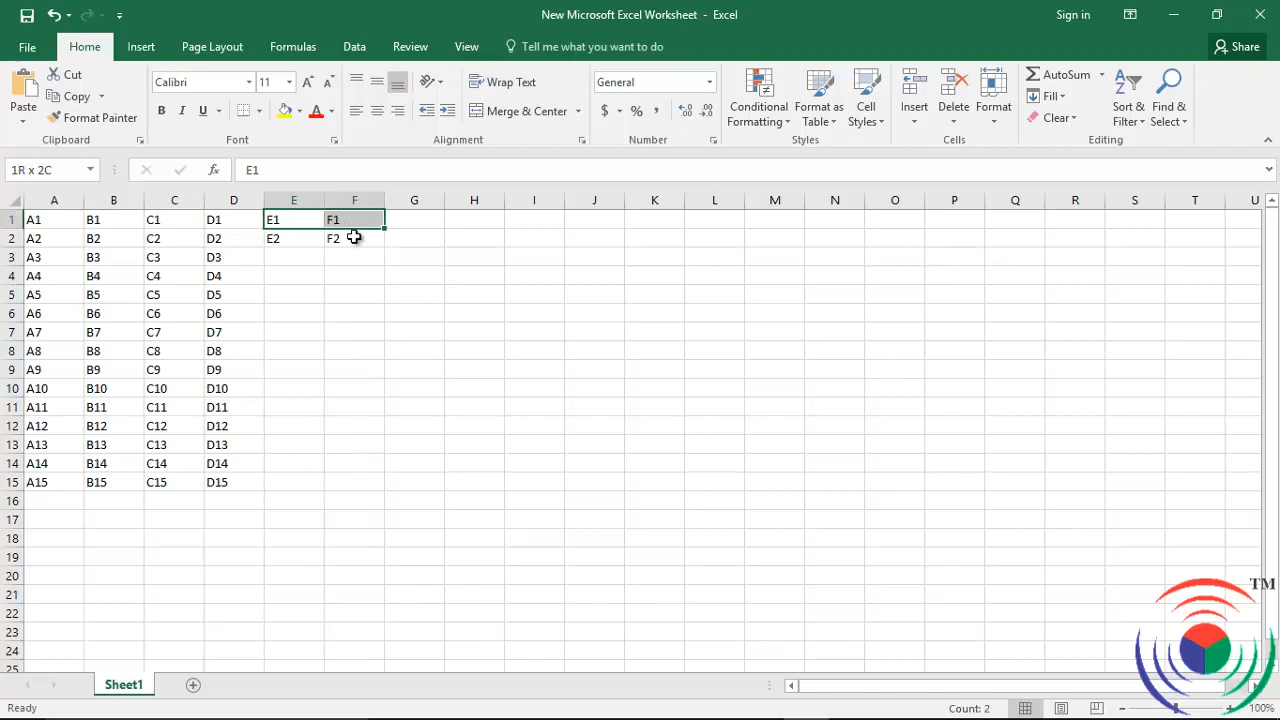 New Microsoft Excel Worksheet - Excel
Sign in
File Home Insert Page Layout Formulas Data Review View Tell me what you want to do Share
Paste
Cut
Copy
Format Painter
Clipboard
Calibri 11
B I U
Font
Wrap Text
Merge & Center
Alignment
General
$ % ,
Number
Conditional Formatting
Format as Table
Cell Styles
Styles
Insert
Delete
Format
Cells
AutoSum
Fill
Clear
Sort & Filter
Find & Select
Editing
1R x 2C fx E1
A B C D E F G H I J K L M N O P Q R S T U
1 A1 B1 C1 D1 E1 F1
2 A2 B2 C2 D2 E2 F2
3 A3 B3 C3 D3
4 A4 B4 C4 D4
5 A5 B5 C5 D5
6 A6 B6 C6 D6
7 A7 B7 C7 D7
8 A8 B8 C8 D8
9 A9 B9 C9 D9
10 A10 B10 C10 D10
11 A11 B11 C11 D11
12 A12 B12 C12 D12
13 A13 B13 C13 D13
14 A14 B14 C14 D14
15 A15 B15 C15 D15
16
17
18
19
20
21
22
23
24
25
TM
Sheet1
Ready Count: 2 100%